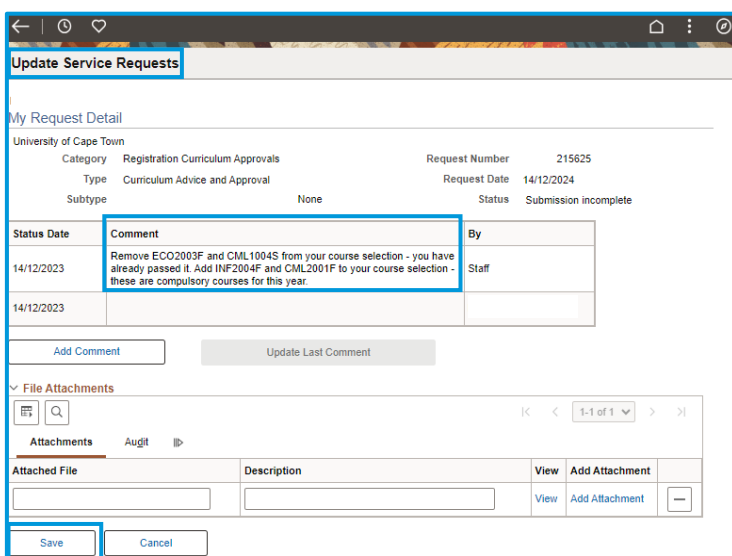 Update Service Requests
My Request Detail
University of Cape Town
Category Registration Curriculum Approvals Request Number 215625
Type Curriculum Advice and Approval Request Date 14/12/2024
Subtype None Status Submission incomplete
Status Date Comment By
14/12/2023 Remove ECO2003F and CML1004S from your course selection - you have
already passed it. Add INF2004F and CML2001F to your course selection - Staff
these are compulsory courses for this year.
14/12/2023
Add Comment Update Last Comment
File Attachments
1-1 of 1
Attachments Audit
Attached File Description View Add Attachment
View Add Attachment
Save Cancel